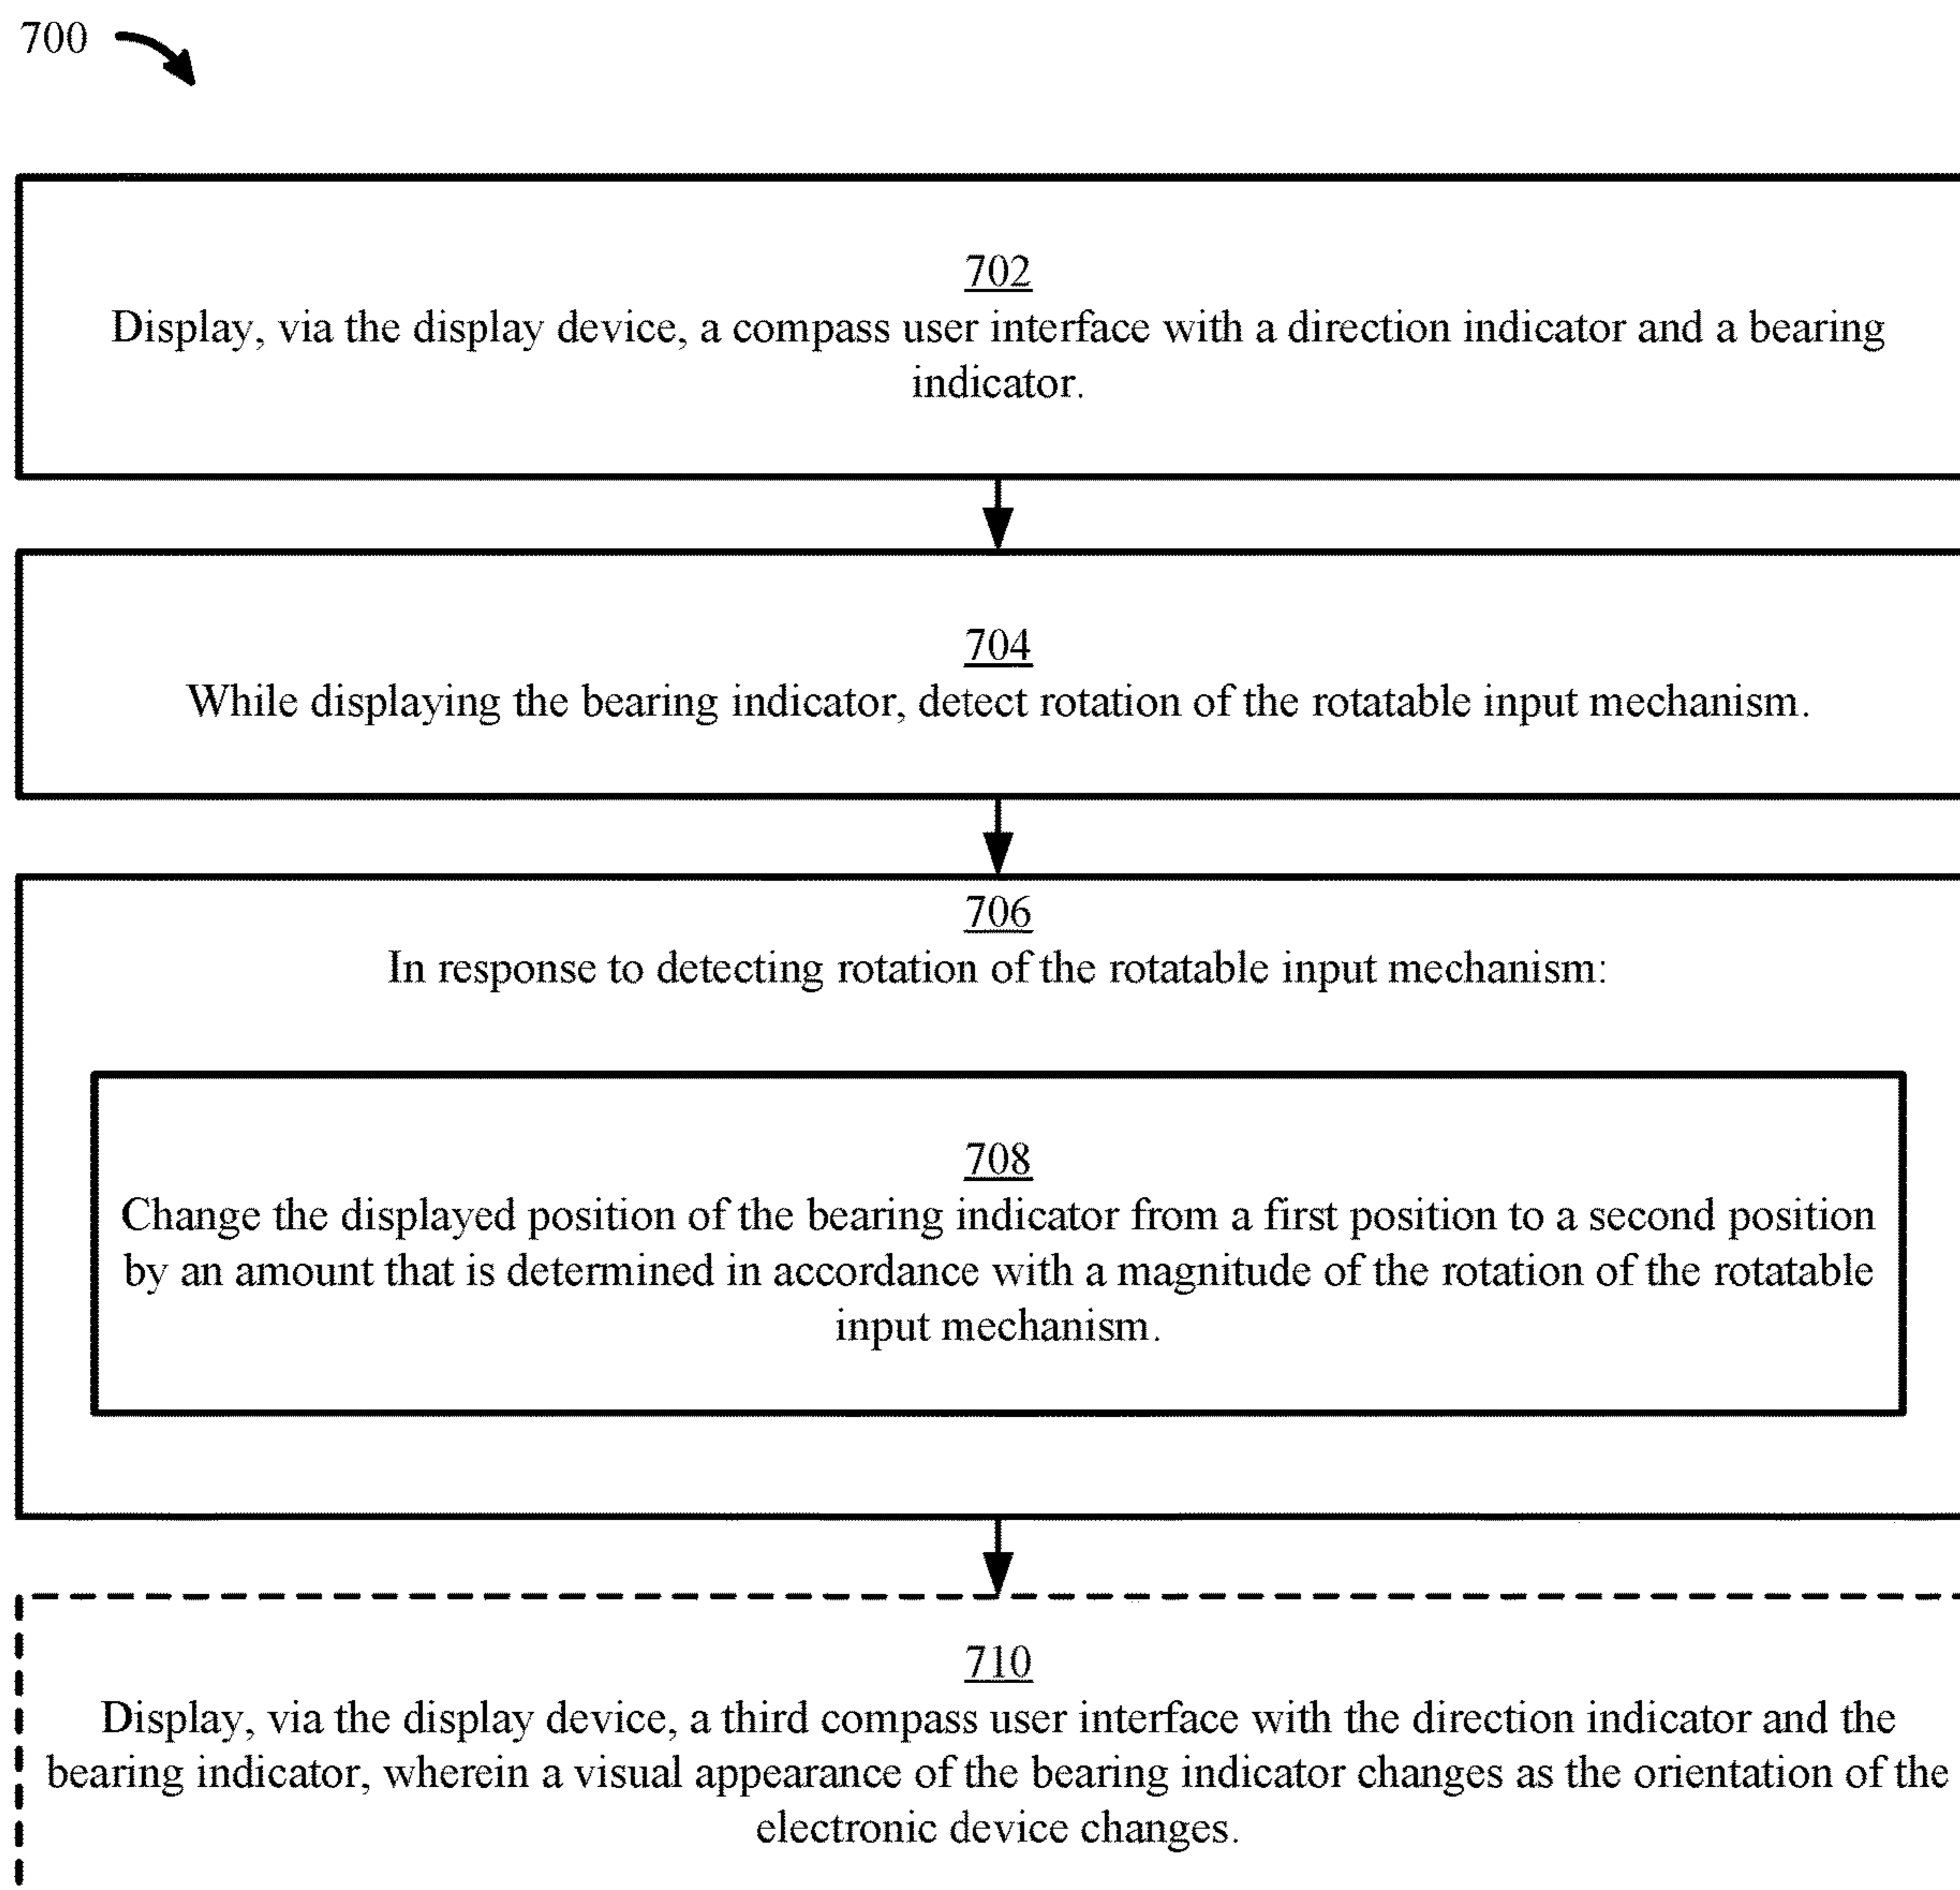 700
702
Display, via the display device, a compass user interface with a direction indicator and a bearing
indicator.
704
While displaying the bearing indicator, detect rotation of the rotatable input mechanism.
706
In response to detecting rotation of the rotatable input mechanism:
708
Change the displayed position of the bearing indicator from a first position to a second position
by an amount that is determined in accordance with a magnitude of the rotation of the rotatable
input mechanism.
710
Display, via the display device, a third compass user interface with the direction indicator and the
bearing indicator, wherein a visual appearance of the bearing indicator changes as the orientation of the
electronic device changes.